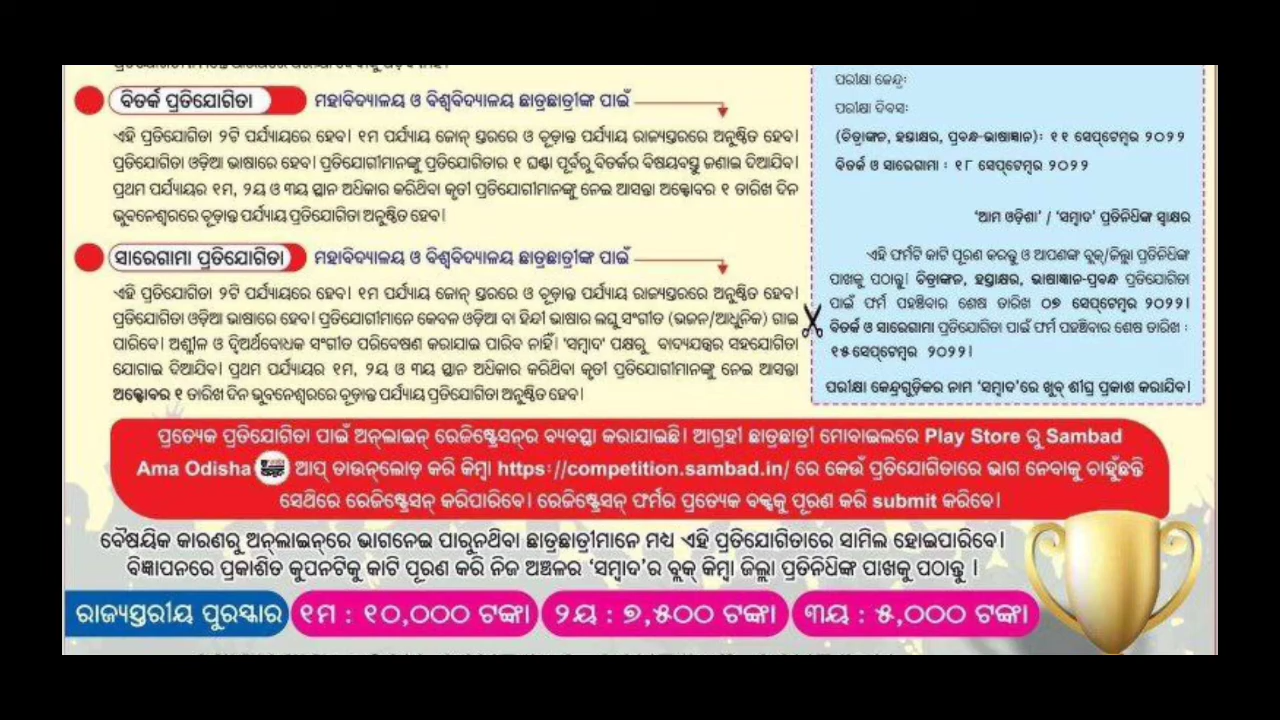 ବିତର୍କ ପ୍ରତିଯୋଗିତା ମହାବିଦ୍ୟାଳୟ ଓ ବିଶ୍ୱବିଦ୍ୟାଳୟ ଛାତ୍ରଛାତ୍ରୀଙ୍କ ପାଇଁ
ଏହି ପ୍ରତିଯୋଗିତା ୨ଟି ପର୍ଯ୍ୟାୟରେ ହେବ। ୧ମ ପର୍ଯ୍ୟାୟ ଜୋନ୍ ସ୍ତରରେ ଓ ଚୂଡ଼ାନ୍ତ ପର୍ଯ୍ୟାୟ ରାଜ୍ୟସ୍ତରରେ ଅନୁଷ୍ଠିତ ହେବ।
ପ୍ରତିଯୋଗିତା ଓଡ଼ିଆ ଭାଷାରେ ହେବ। ପ୍ରତିଯୋଗୀମାନଙ୍କୁ ପ୍ରତିଯୋଗିତାର ୧ ଘଣ୍ଟା ପୂର୍ବରୁ ବିତର୍କର ବିଷୟବସ୍ତୁ ଜଣାଇ ଦିଆଯିବ।
ପ୍ରଥମ ପର୍ଯ୍ୟାୟର ୧ମ, ୨ୟ ଓ ୩ୟ ସ୍ଥାନ ଅଧିକାର କରିଥିବା କୃତୀ ପ୍ରତିଯୋଗୀମାନଙ୍କୁ ନେଇ ଆସନ୍ତା ଅକ୍ଟୋବର ୧ ତାରିଖ ଦିନ
ଭୁବନେଶ୍ୱରରେ ଚୂଡ଼ାନ୍ତ ପର୍ଯ୍ୟାୟ ପ୍ରତିଯୋଗିତା ଅନୁଷ୍ଠିତ ହେବ।
ସାରେଗାମା ପ୍ରତିଯୋଗିତା ମହାବିଦ୍ୟାଳୟ ଓ ବିଶ୍ୱବିଦ୍ୟାଳୟ ଛାତ୍ରଛାତ୍ରୀଙ୍କ ପାଇଁ
ଏହି ପ୍ରତିଯୋଗିତା ୨ଟି ପର୍ଯ୍ୟାୟରେ ହେବ। ୧ମ ପର୍ଯ୍ୟାୟ ଜୋନ୍ ସ୍ତରରେ ଓ ଚୂଡ଼ାନ୍ତ ପର୍ଯ୍ୟାୟ ରାଜ୍ୟସ୍ତରରେ ଅନୁଷ୍ଠିତ ହେବ।
ପ୍ରତିଯୋଗିତା ଓଡ଼ିଆ ଭାଷାରେ ହେବ। ପ୍ରତିଯୋଗୀମାନେ କେବଳ ଓଡ଼ିଆ ବା ହିନ୍ଦୀ ଭାଷାର ଲଘୁ ସଂଗୀତ (ଭଜନ/ଆଧୁନିକ) ଗାଇ
ପାରିବେ। ଅଶ୍ଳୀଳ ଓ ଦ୍ୱିଅର୍ଥବୋଧକ ସଂଗୀତ ପରିବେଷଣ କରାଯାଇ ପାରିବ ନାହିଁ। 'ସମ୍ବାଦ' ପକ୍ଷରୁ ବାଦ୍ୟଯନ୍ତ୍ରର ସହଯୋଗିତା
ଯୋଗାଇ ଦିଆଯିବ। ପ୍ରଥମ ପର୍ଯ୍ୟାୟର ୧ମ, ୨ୟ ଓ ୩ୟ ସ୍ଥାନ ଅଧିକାର କରିଥିବା କୃତୀ ପ୍ରତିଯୋଗୀମାନଙ୍କୁ ନେଇ ଆସନ୍ତା
ଅକ୍ଟୋବର ୧ ତାରିଖ ଦିନ ଭୁବନେଶ୍ୱରରେ ଚୂଡ଼ାନ୍ତ ପର୍ଯ୍ୟାୟ ପ୍ରତିଯୋଗିତା ଅନୁଷ୍ଠିତ ହେବ।
ପରୀକ୍ଷା କେନ୍ଦ୍ର:
ପରୀକ୍ଷା ଦିବସ:
(ଚିତ୍ରାଙ୍କନ, ହସ୍ତାକ୍ଷର, ପ୍ରବନ୍ଧ-ଭାଷାଜ୍ଞାନ): ୧୧ ସେପ୍ଟେମ୍ବର ୨୦୨୨
ବିତର୍କ ଓ ସାରେଗାମା : ୧୮ ସେପ୍ଟେମ୍ବର ୨୦୨୨
'ଆମ ଓଡ଼ିଶା' / 'ସମ୍ବାଦ' ପ୍ରତିନିଧିଙ୍କ ସ୍ୱାକ୍ଷର
ଏହି ଫର୍ମଟି କାଟି ପୂରଣ କରନ୍ତୁ ଓ ଆପଣଙ୍କ ବ୍ଲକ୍/ଜିଲ୍ଲା ପ୍ରତିନିଧିଙ୍କ
ପାଖକୁ ପଠାନ୍ତୁ। ଚିତ୍ରାଙ୍କନ, ହସ୍ତାକ୍ଷର, ଭାଷାଜ୍ଞାନ-ପ୍ରବନ୍ଧ ପ୍ରତିଯୋଗିତା
ପାଇଁ ଫର୍ମ ପହଞ୍ଚିବାର ଶେଷ ତାରିଖ ୦୭ ସେପ୍ଟେମ୍ବର ୨୦୨୨।
ବିତର୍କ ଓ ସାରେଗାମା ପ୍ରତିଯୋଗିତା ପାଇଁ ଫର୍ମ ପହଞ୍ଚିବାର ଶେଷ ତାରିଖ :
୧୫ ସେପ୍ଟେମ୍ବର ୨୦୨୨।
ପରୀକ୍ଷା କେନ୍ଦ୍ରଗୁଡ଼ିକର ନାମ 'ସମ୍ବାଦ'ରେ ଖୁବ୍ ଶୀଘ୍ର ପ୍ରକାଶ କରାଯିବ।
ପ୍ରତ୍ୟେକ ପ୍ରତିଯୋଗିତା ପାଇଁ ଅନ୍‌ଲାଇନ୍ ରେଜିଷ୍ଟ୍ରେସନ୍‌ର ବ୍ୟବସ୍ଥା କରାଯାଇଛି। ଆଗ୍ରହୀ ଛାତ୍ରଛାତ୍ରୀ ମୋବାଇଲରେ Play Store ରୁ Sambad
Ama Odisha ଆପ୍ ଡାଉନ୍‌ଲୋଡ଼ କରି କିମ୍ବା https://competition.sambad.in/ ରେ କେଉଁ ପ୍ରତିଯୋଗିତାରେ ଭାଗ ନେବାକୁ ଚାହୁଁଛନ୍ତି
ସେଥିରେ ରେଜିଷ୍ଟ୍ରେସନ୍ କରିପାରିବେ। ରେଜିଷ୍ଟ୍ରେସନ୍ ଫର୍ମର ପ୍ରତ୍ୟେକ ବକ୍ସକୁ ପୂରଣ କରି submit କରିବେ।
ବୈଷୟିକ କାରଣରୁ ଅନ୍‌ଲାଇନ୍‌ରେ ଭାଗନେଇ ପାରୁନଥିବା ଛାତ୍ରଛାତ୍ରୀମାନେ ମଧ୍ୟ ଏହି ପ୍ରତିଯୋଗିତାରେ ସାମିଲ ହୋଇପାରିବେ।
ବିଜ୍ଞାପନରେ ପ୍ରକାଶିତ କୁପନଟିକୁ କାଟି ପୂରଣ କରି ନିଜ ଅଞ୍ଚଳର 'ସମ୍ବାଦ'ର ବ୍ଲକ୍ କିମ୍ବା ଜିଲ୍ଲା ପ୍ରତିନିଧିଙ୍କ ପାଖକୁ ପଠାନ୍ତୁ ।
ରାଜ୍ୟସ୍ତରୀୟ ପୁରସ୍କାର ୧ମ : ୧୦,୦୦୦ ଟଙ୍କା ୨ୟ : ୭,୫୦୦ ଟଙ୍କା ୩ୟ : ୫,୦୦୦ ଟଙ୍କା